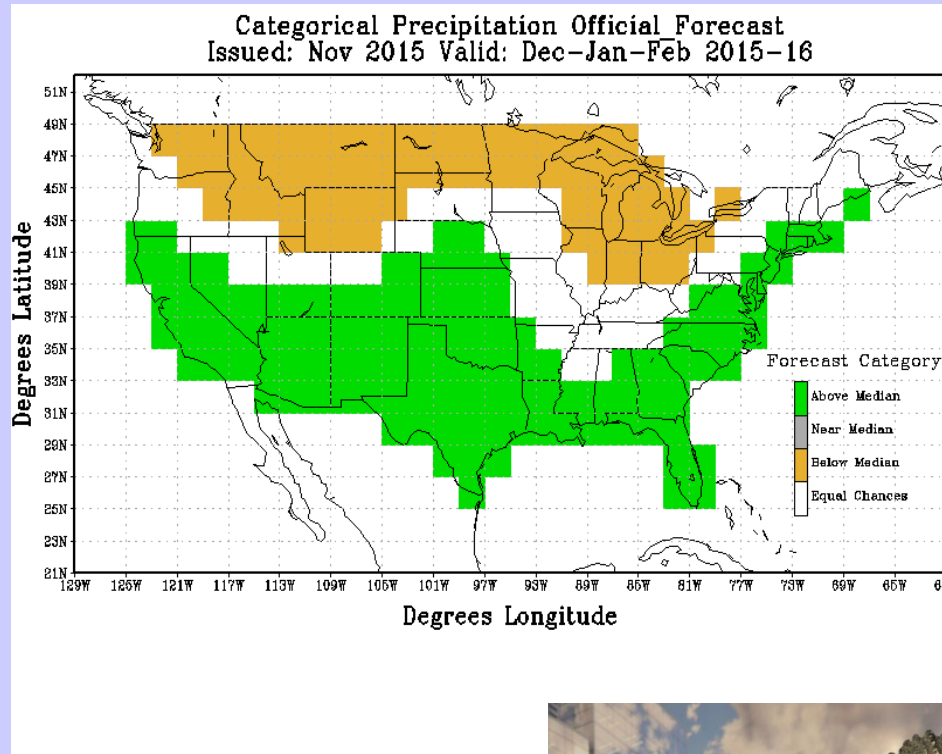 Categorical Precipitation Official Forecast
Issued: Nov 2015 Valid: Dec-Jan-Feb 2015-16
51N
49N
47N
45N
43N
41N
39N
37N
35N
33N
31N
29N
27N
25N
23N
21N
Degrees Latitude
Forecast Category
Above Median
Near Median
Below Median
Equal Chances
129W 125W 121W 117W 113W 109W 105W 101W 97W 93W 89W 85W 81W 77W 73W 69W 65W 6
Degrees Longitude